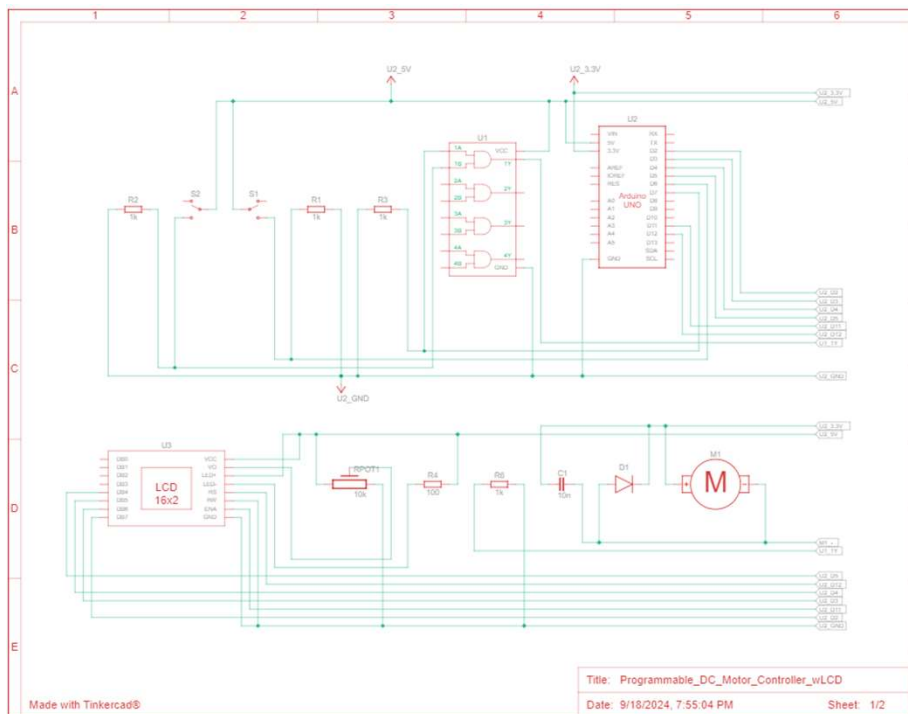 1 2 3 4 5 6
A
B
C
D
E
U2_5V
U2_3.3V
U2_3.3V
U2_5V
U1
1A
1B
2A
2B
3A
3B
4A
4B
VCC
1Y
2Y
3Y
4Y
GND
U2
Arduino
UNO
VIN
5V
3.3V
AREF
IOREF
RES
A0
A1
A2
A3
A4
A5
GND
RX
TX
D2
D3
D4
D5
D6
D7
D8
D9
D10
D11
D12
D13
SDA
SCL
R2
1k
S2
S1
R1
1k
R3
1k
U2_D2
U2_D3
U2_D4
U2_D5
U2_D11
U2_D12
U1_1Y
U2_GND
U2_GND
U2_3.3V
U2_5V
U3
LCD
16x2
DB0
DB1
DB2
DB3
DB4
DB5
DB6
DB7
VCC
VO
LED+
LED-
RS
RW
ENA
GND
RPOT1
10k
R4
100
R5
1k
C1
10n
D1
M1
M
M1_-
U1_1Y
U2_D5
U2_D12
U2_D4
U2_D3
U2_D11
U2_D2
U2_GND
Title: Programmable_DC_Motor_Controller_wLCD
Made with Tinkercad®
Date: 9/18/2024, 7:55:04 PM Sheet: 1/2